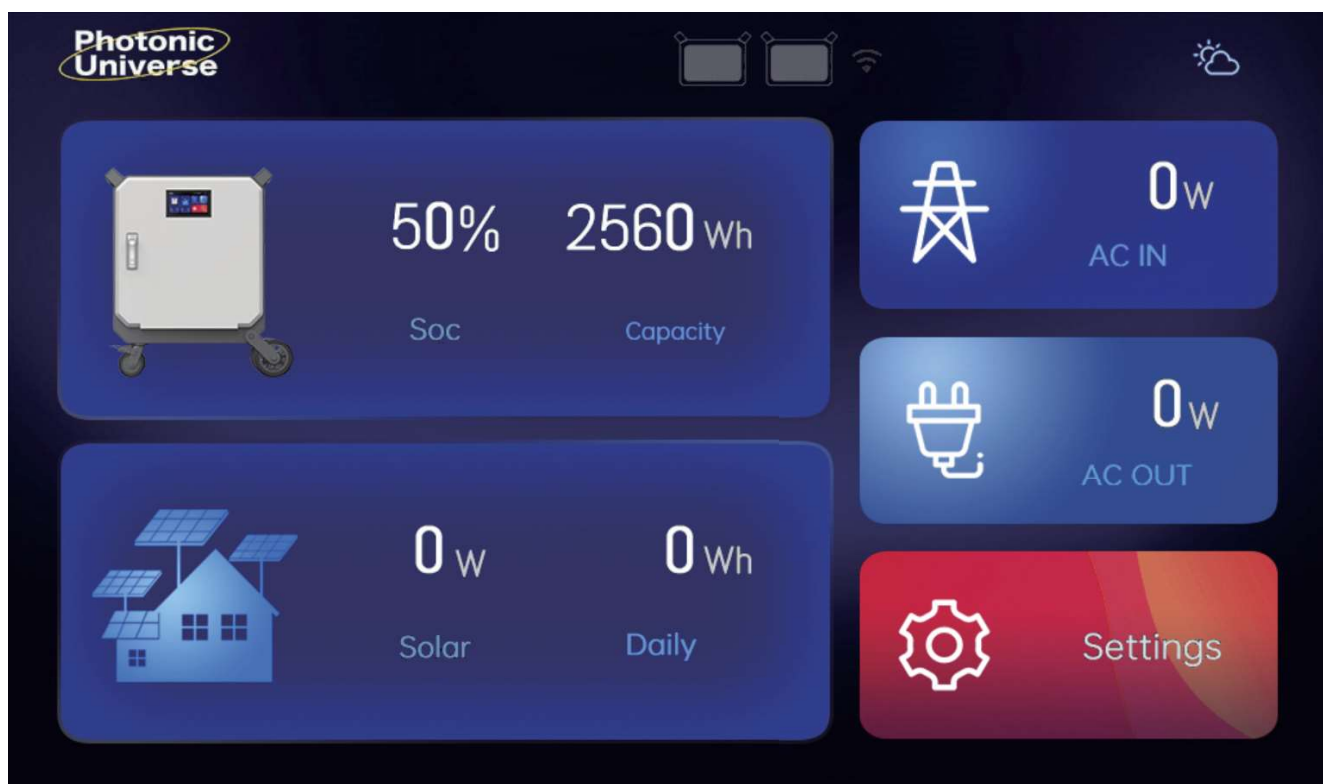 Photonic
Universe
50% 2560 Wh
Soc Capacity
0 W
AC IN
0 W
AC OUT
0 W 0 Wh
Solar Daily
Settings